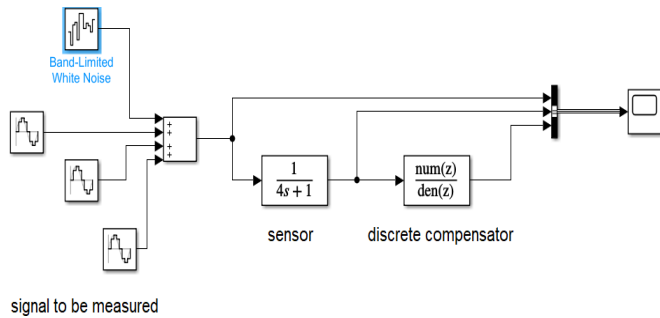 Band-Limited
White Noise
+
+
+
+
1
4s + 1
num(z)
den(z)
sensor
discrete compensator
signal to be measured